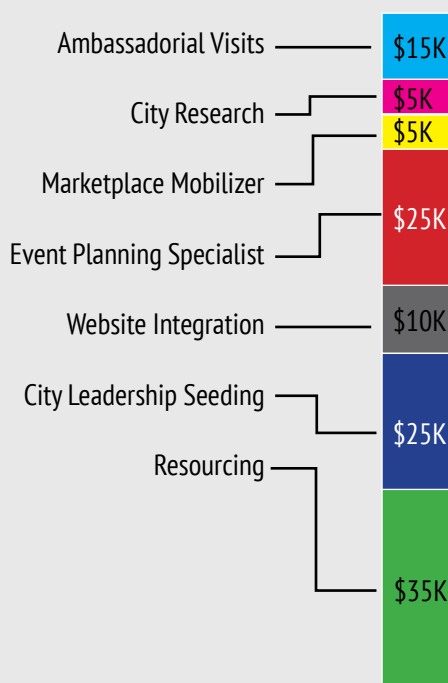 Ambassadorial Visits $15K
City Research $5K
Marketplace Mobilizer $5K
Event Planning Specialist $25K
Website Integration $10K
City Leadership Seeding $25K
Resourcing $35K